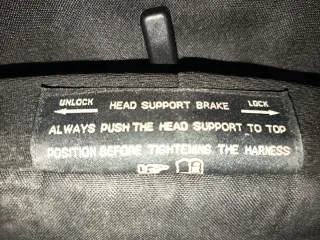 UNLOCK HEAD SUPPORT BRAKE LOCK
ALWAYS PUSH THE HEAD SUPPORT TO TOP
POSITION BEFORE TIGHTENING THE HARNESS